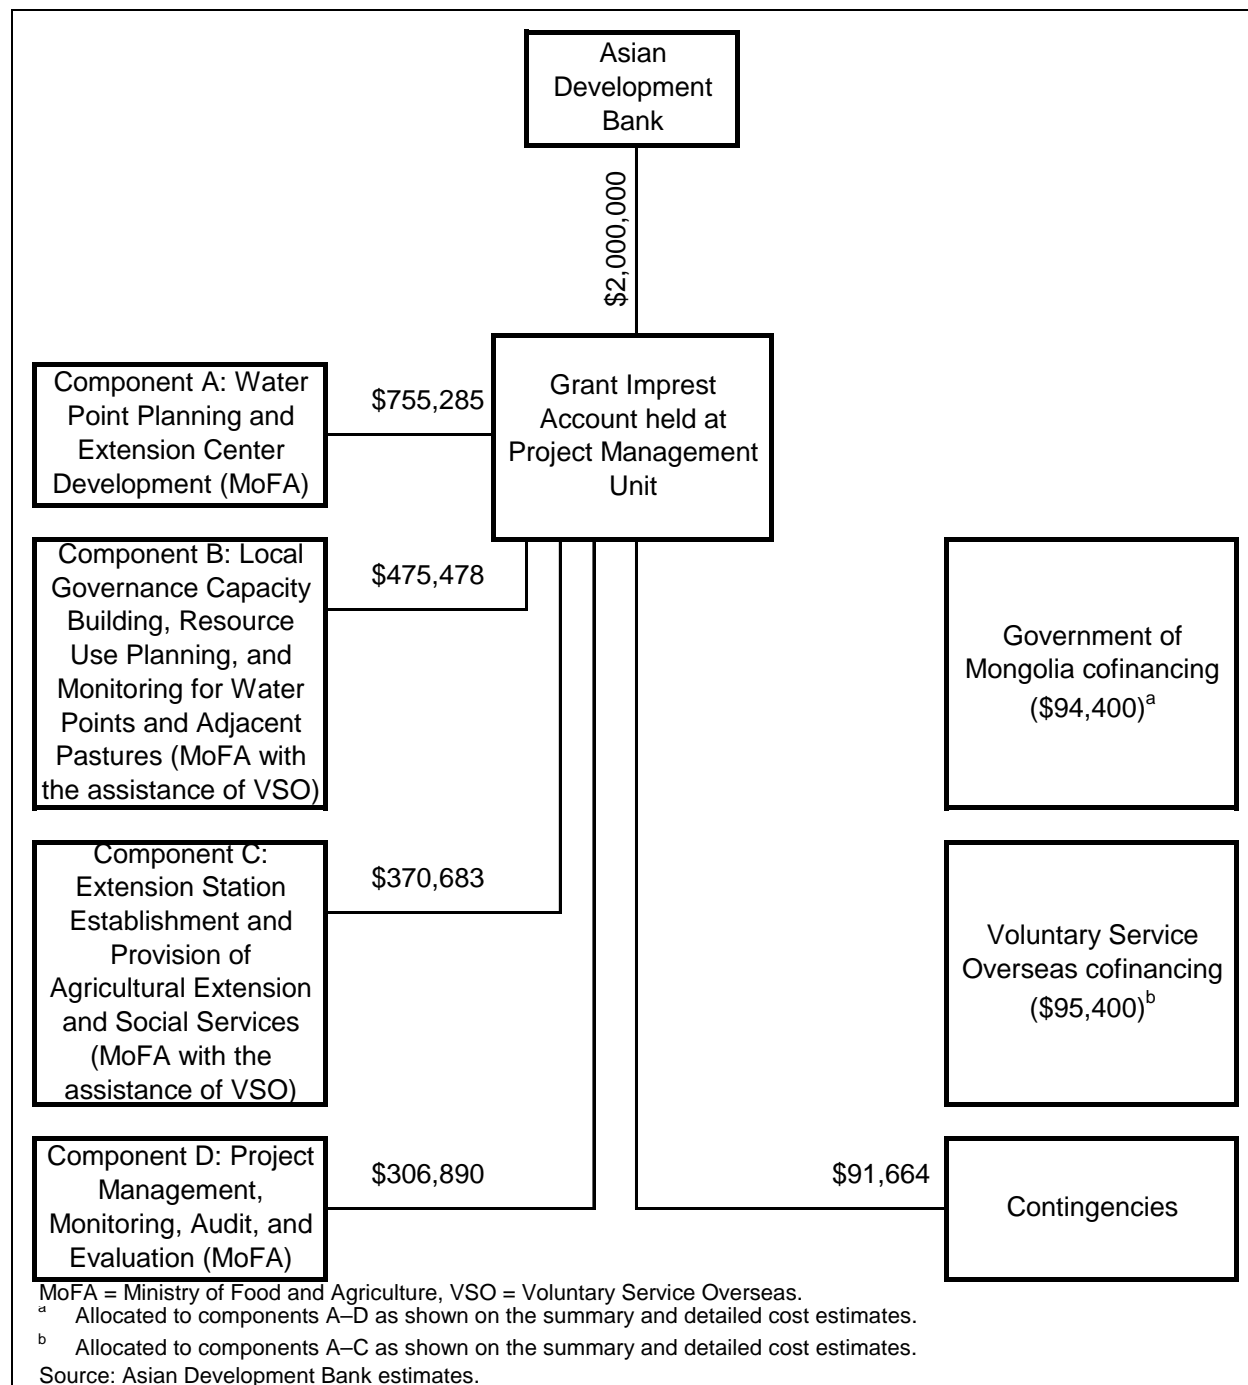 Asian
Development
Bank
$2,000,000
Grant Imprest
Account held at
Project Management
Unit
Component A: Water
Point Planning and
Extension Center
Development (MoFA)
$755,285
Component B: Local
Governance Capacity
Building, Resource
Use Planning, and
Monitoring for Water
Points and Adjacent
Pastures (MoFA with
the assistance of VSO)
$475,478
Government of
Mongolia cofinancing
($94,400)a
Component C:
Extension Station
Establishment and
Provision of
Agricultural Extension
and Social Services
(MoFA with the
assistance of VSO)
$370,683
Voluntary Service
Overseas cofinancing
($95,400)b
Component D: Project
Management,
Monitoring, Audit, and
Evaluation (MoFA)
$306,890
$91,664
Contingencies
MoFA = Ministry of Food and Agriculture, VSO = Voluntary Service Overseas.
a Allocated to components A–D as shown on the summary and detailed cost estimates.
b Allocated to components A–C as shown on the summary and detailed cost estimates.
Source: Asian Development Bank estimates.